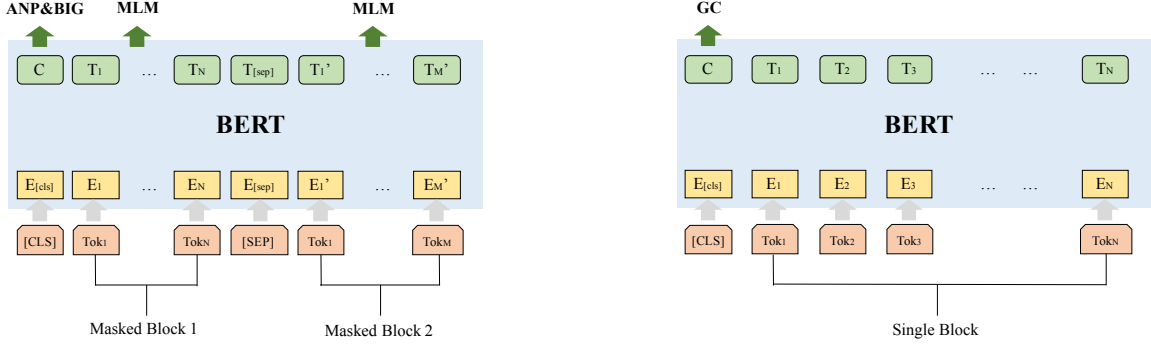 ANP&BIG MLM MLM
C T1 … TN T[sep] T1’ … TM’
BERT
E[cls] E1 … EN E[sep] E1’ … EM’
[CLS] Tok1 TokN [SEP] Tok1 TokM
Masked Block 1 Masked Block 2
GC
C T1 T2 T3 … … TN
BERT
E[cls] E1 E2 E3 … … EN
[CLS] Tok1 Tok2 Tok3 TokN
Single Block